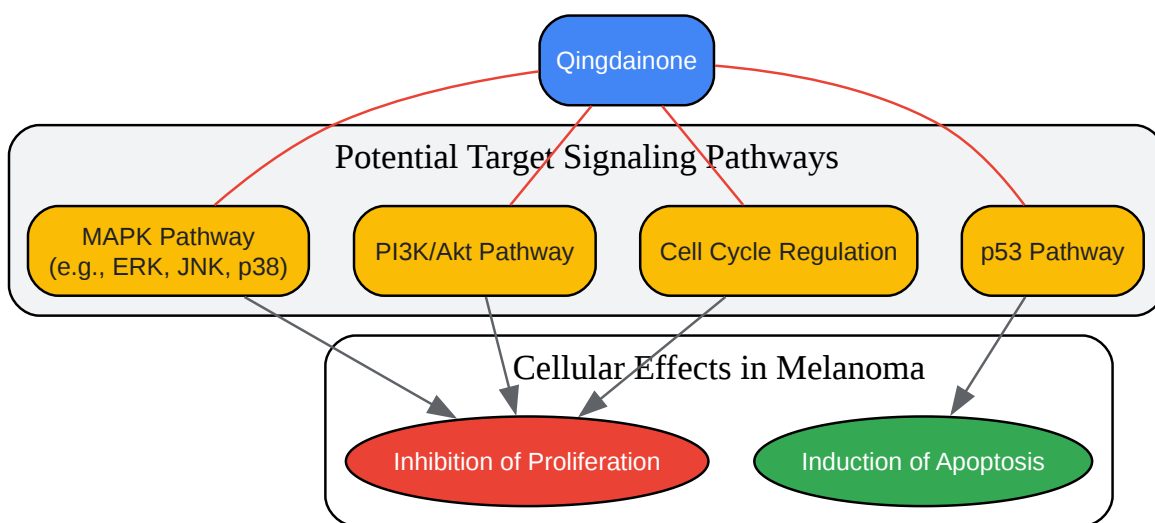 Qingdainone
Potential Target Signaling Pathways
MAPK Pathway
(e.g., ERK, JNK, p38)
PI3K/Akt Pathway
Cell Cycle Regulation
p53 Pathway
Cellular Effects in Melanoma
Inhibition of Proliferation
Induction of Apoptosis